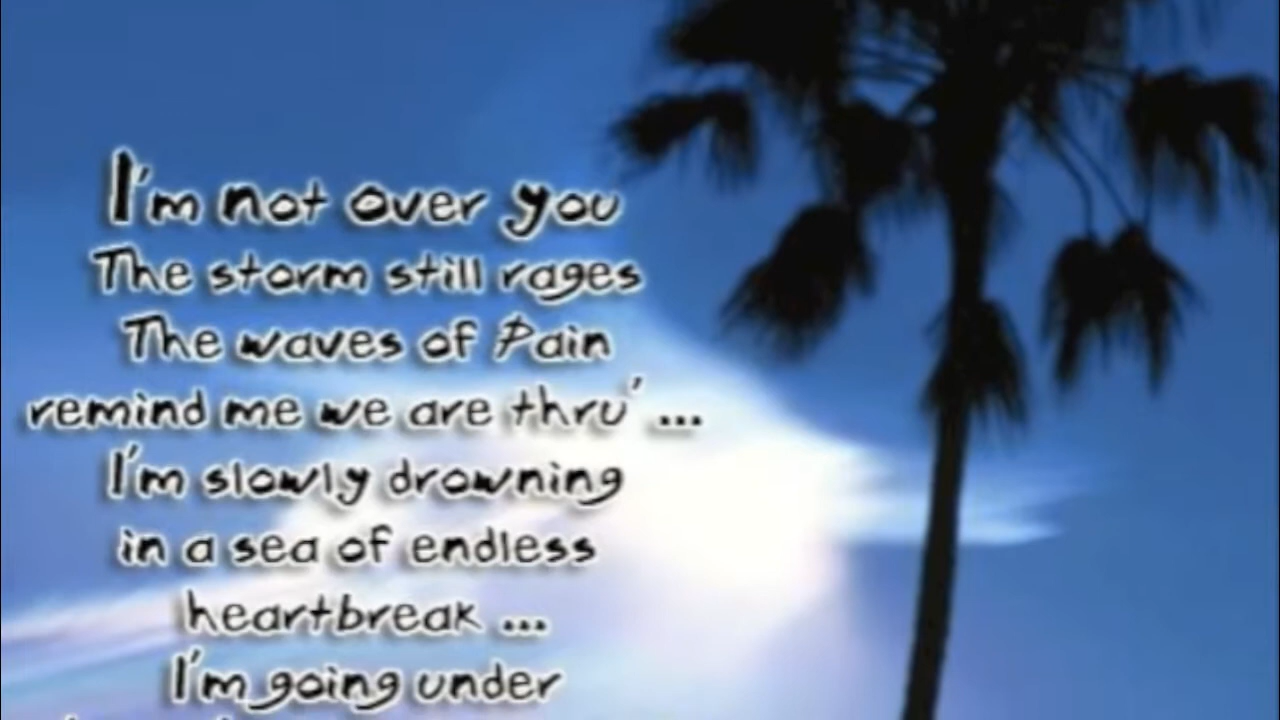 I'm not over you
The storm still rages
The waves of Pain
remind me we are thru' ...
I'm slowly drowning
in a sea of endless
heartbreak ...
I'm going under